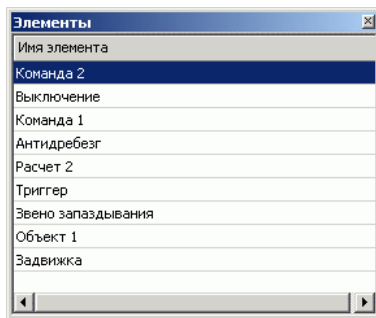 Элементы
Имя элемента
Команда 2
Выключение
Команда 1
Антидребезг
Расчет 2
Триггер
Звено запаздывания
Объект 1
Задвижка